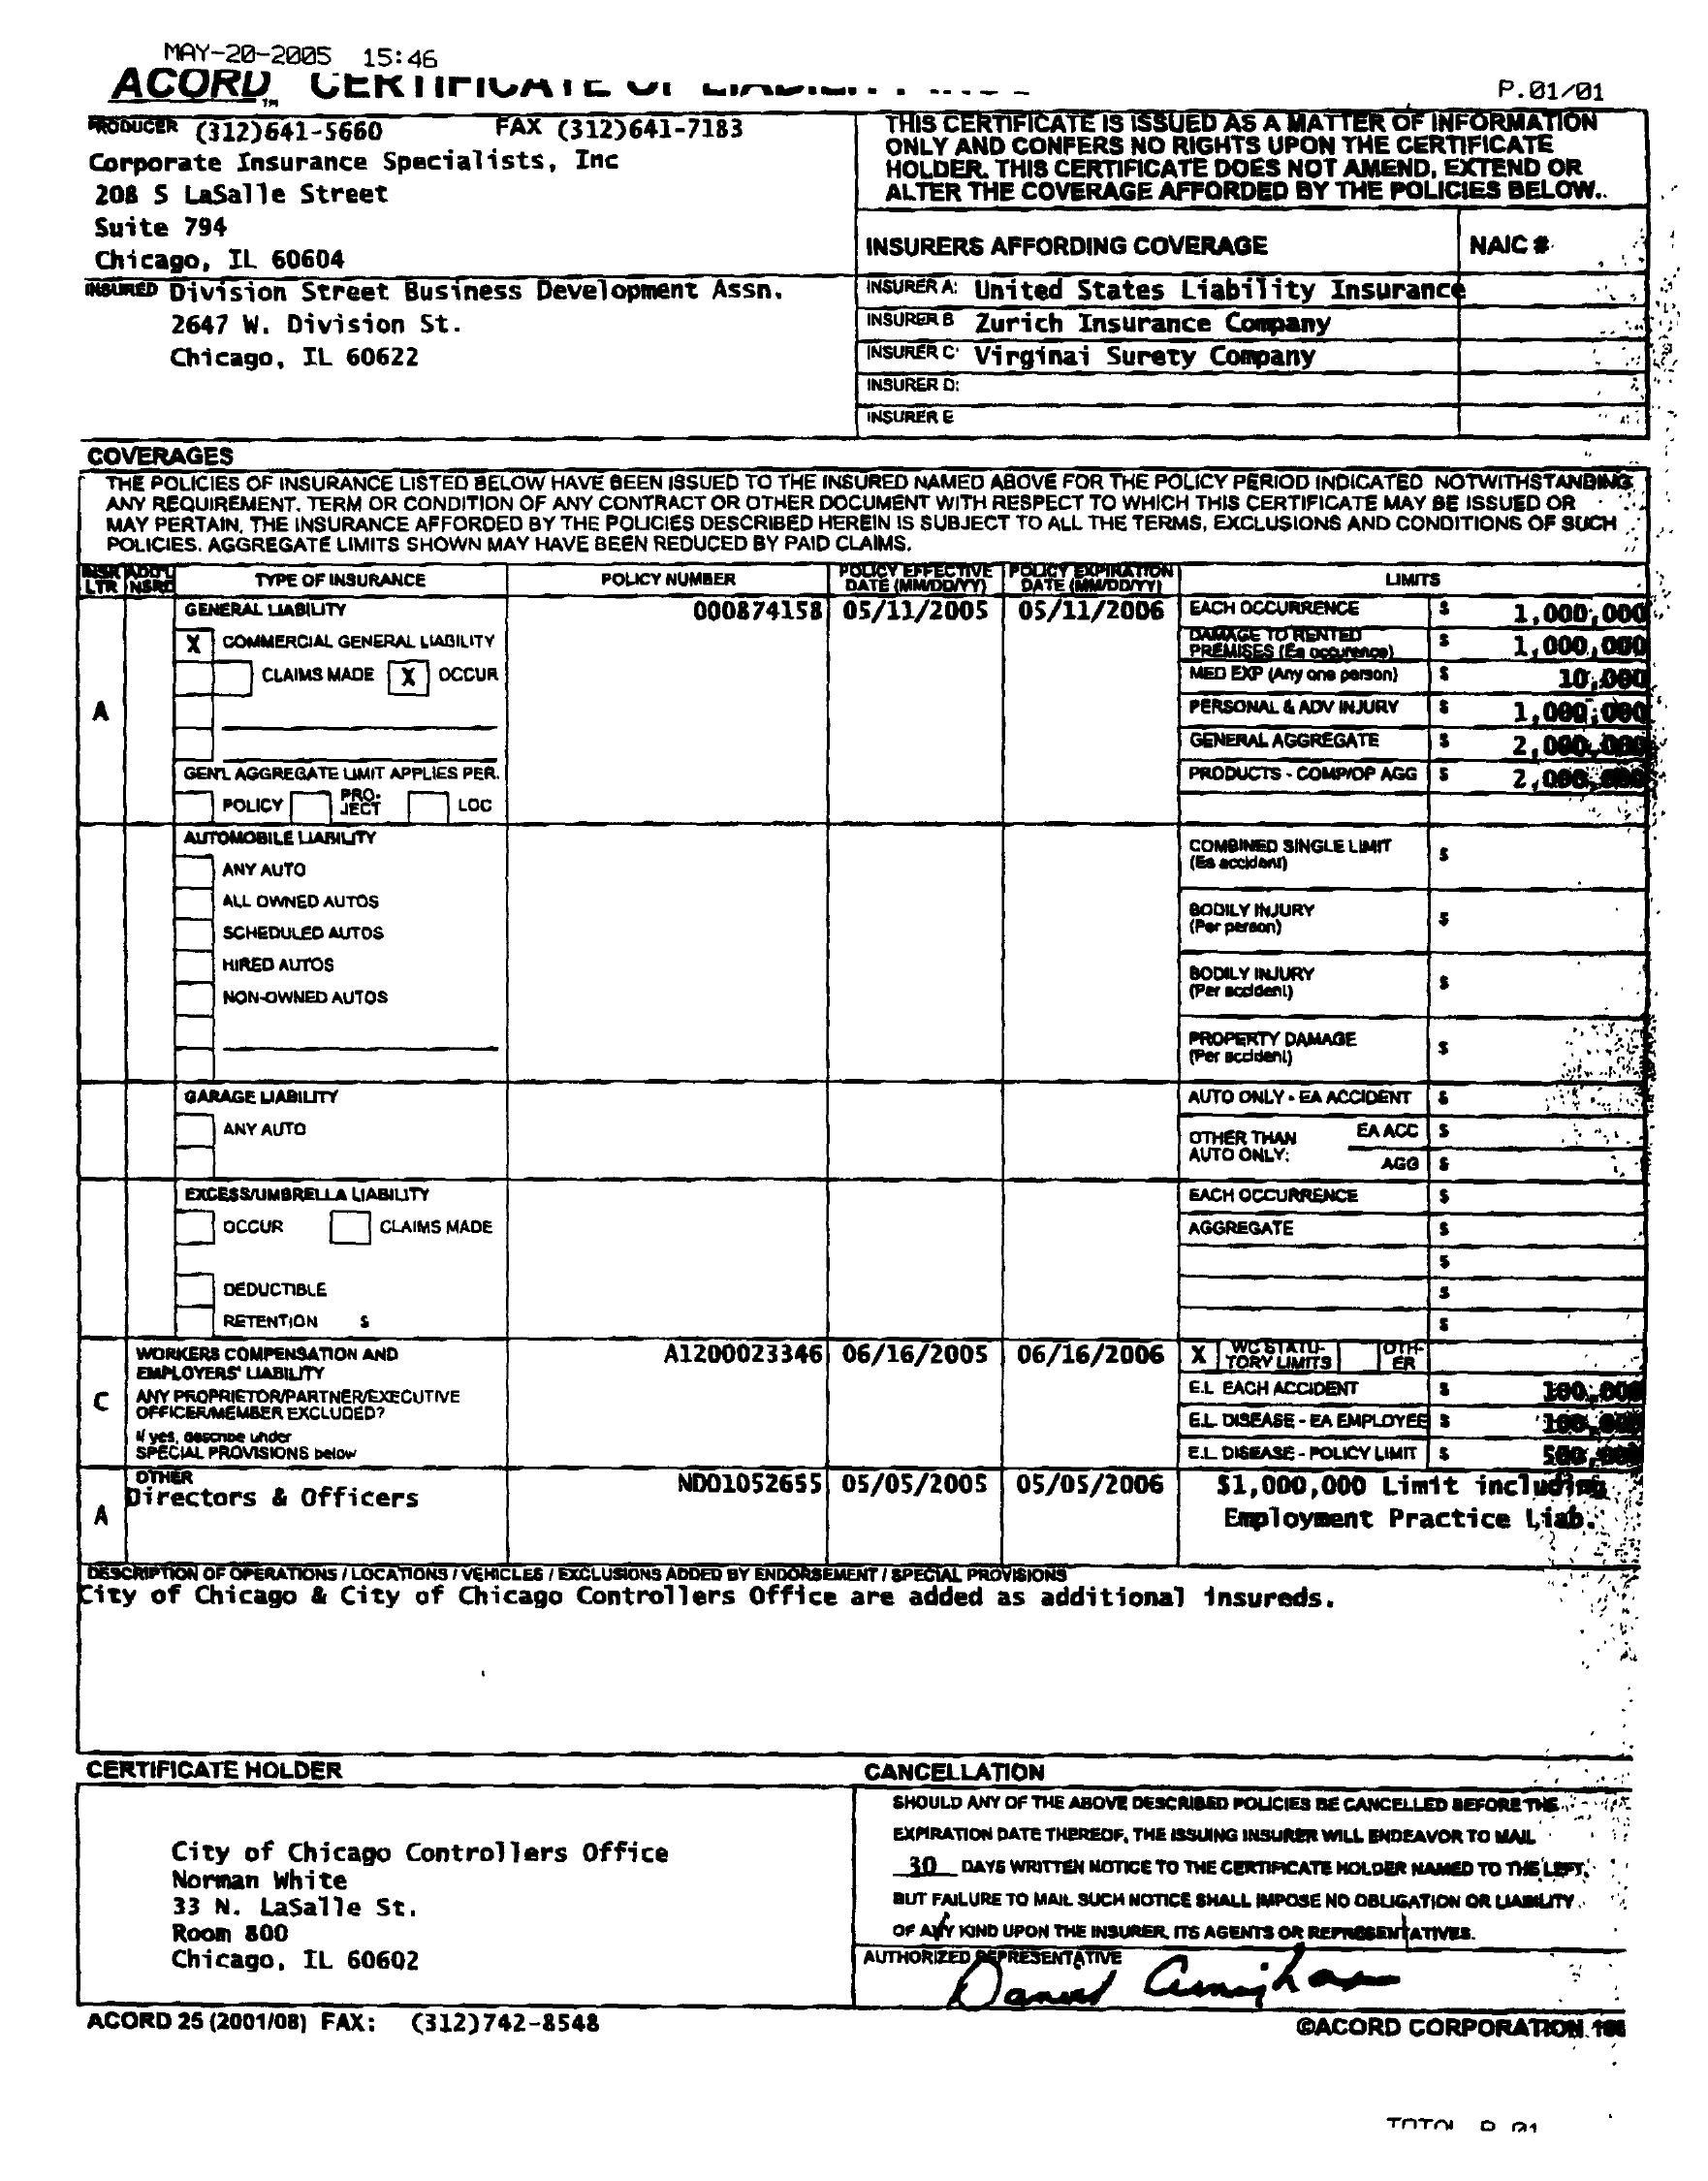 MAY-20-2005 15:46
ACORD™ CERTIFICATE OF
P.01/01
PRODUCER (312)641-5660 FAX (312)641-7183
Corporate Insurance Specialists, Inc
208 S LaSalle Street
Suite 794
Chicago, IL 60604
THIS CERTIFICATE IS ISSUED AS A MATTER OF INFORMATION
ONLY AND CONFERS NO RIGHTS UPON THE CERTIFICATE
HOLDER. THIS CERTIFICATE DOES NOT AMEND, EXTEND OR
ALTER THE COVERAGE AFFORDED BY THE POLICIES BELOW.
INSURERS AFFORDING COVERAGE NAIC #
INSURED Division Street Business Development Assn.
2647 W. Division St.
Chicago, IL 60622
INSURER A: United States Liability Insurance
INSURER B Zurich Insurance Company
INSURER C: Virginai Surety Company
INSURER D:
INSURER E
COVERAGES
THE POLICIES OF INSURANCE LISTED BELOW HAVE BEEN ISSUED TO THE INSURED NAMED ABOVE FOR THE POLICY PERIOD INDICATED NOTWITHSTANDING
ANY REQUIREMENT, TERM OR CONDITION OF ANY CONTRACT OR OTHER DOCUMENT WITH RESPECT TO WHICH THIS CERTIFICATE MAY BE ISSUED OR
MAY PERTAIN, THE INSURANCE AFFORDED BY THE POLICIES DESCRIBED HEREIN IS SUBJECT TO ALL THE TERMS, EXCLUSIONS AND CONDITIONS OF SUCH
POLICIES. AGGREGATE LIMITS SHOWN MAY HAVE BEEN REDUCED BY PAID CLAIMS.
INSR LTR ADD'L NSRD TYPE OF INSURANCE POLICY NUMBER POLICY EFFECTIVE DATE (MM/DD/YY) POLICY EXPIRATION DATE (MM/DD/YY) LIMITS
GENERAL LIABILITY 000874158 05/11/2005 05/11/2006 EACH OCCURRENCE $ 1,000,000
X COMMERCIAL GENERAL LIABILITY DAMAGE TO RENTED PREMISES (Ea occurence) $ 1,000,000
CLAIMS MADE X OCCUR MED EXP (Any one person) $ 10,000
A PERSONAL & ADV INJURY $ 1,000,000
GENERAL AGGREGATE $ 2,000,000
GEN'L AGGREGATE LIMIT APPLIES PER. PRODUCTS - COMP/OP AGG $ 2,000,000
POLICY PRO-JECT LOC
AUTOMOBILE LIABILITY COMBINED SINGLE LIMIT (Ea accident) $
ANY AUTO
ALL OWNED AUTOS BODILY INJURY (Per person) $
SCHEDULED AUTOS
HIRED AUTOS BODILY INJURY (Per accident) $
NON-OWNED AUTOS
PROPERTY DAMAGE (Per accident) $
GARAGE LIABILITY AUTO ONLY - EA ACCIDENT $
ANY AUTO OTHER THAN AUTO ONLY: EA ACC $
AGG $
EXCESS/UMBRELLA LIABILITY EACH OCCURRENCE $
OCCUR CLAIMS MADE AGGREGATE $
$
DEDUCTIBLE $
RETENTION $ $
WORKERS COMPENSATION AND A1200023346 06/16/2005 06/16/2006 X WC STATU-TORY LIMITS OTH-ER
EMPLOYERS' LIABILITY
C ANY PROPRIETOR/PARTNER/EXECUTIVE E.L EACH ACCIDENT $ 100,000
OFFICER/MEMBER EXCLUDED? E.L. DISEASE - EA EMPLOYEE $ 100,000
If yes, describe under
SPECIAL PROVISIONS below E.L. DISEASE - POLICY LIMIT $ 500,000
OTHER
A Directors & Officers NDO1052655 05/05/2005 05/05/2006 $1,000,000 Limit including
Employment Practice Liab.
DESCRIPTION OF OPERATIONS / LOCATIONS / VEHICLES / EXCLUSIONS ADDED BY ENDORSEMENT / SPECIAL PROVISIONS
City of Chicago & City of Chicago Controllers Office are added as additional insureds.
CERTIFICATE HOLDER
City of Chicago Controllers Office
Norman White
33 N. LaSalle St.
Room 800
Chicago, IL 60602
CANCELLATION
SHOULD ANY OF THE ABOVE DESCRIBED POLICIES BE CANCELLED BEFORE THE
EXPIRATION DATE THEREOF, THE ISSUING INSURER WILL ENDEAVOR TO MAIL
30 DAYS WRITTEN NOTICE TO THE CERTIFICATE HOLDER NAMED TO THE LEFT,
BUT FAILURE TO MAIL SUCH NOTICE SHALL IMPOSE NO OBLIGATION OR LIABILITY
OF ANY KIND UPON THE INSURER, ITS AGENTS OR REPRESENTATIVES.
AUTHORIZED REPRESENTATIVE
ACORD 25 (2001/08) FAX: (312)742-8548
©ACORD CORPORATION